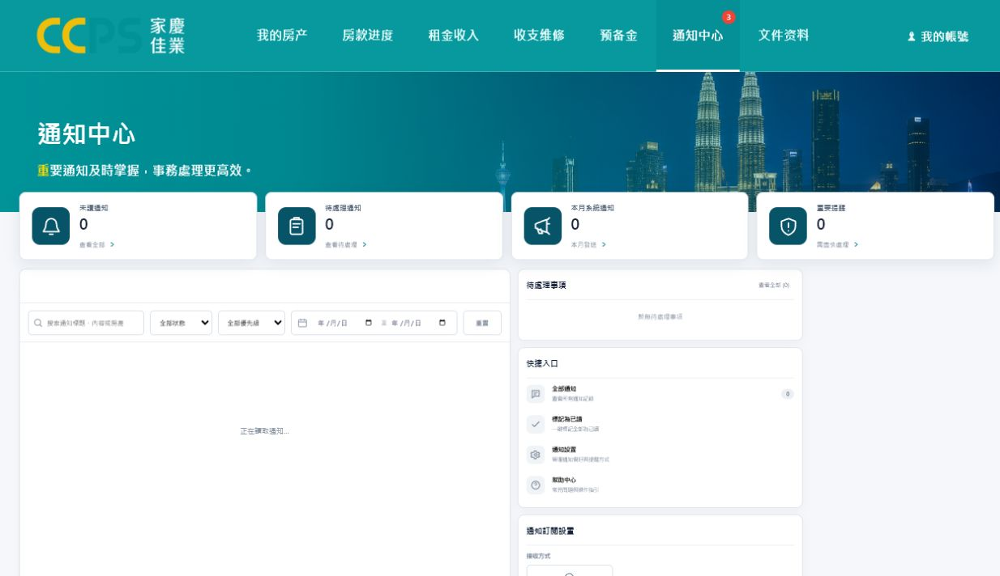 CCPS 家慶佳業
我的房产
房款进度
租金收入
收支维修
预备金
通知中心
3
文件资料
我的帳號
通知中心
重要通知及時掌握，事務處理更高效。
未讀通知
0
查看全部
待處理通知
0
查看待處理
本月系統通知
0
本月發送
重要提醒
0
需盡快處理
搜索通知標題、內容或房產
全部狀態
全部優先級
年 /月/日
至
年 /月/日
重置
正在讀取通知...
待處理事項
查看全部 (0)
暫無待處理事項
快捷入口
全部通知
查看所有通知記錄
0
標記為已讀
一鍵標記全部為已讀
通知設置
管理通知偏好與提醒方式
幫助中心
常見問題與操作指引
通知訂閱設置
接收方式